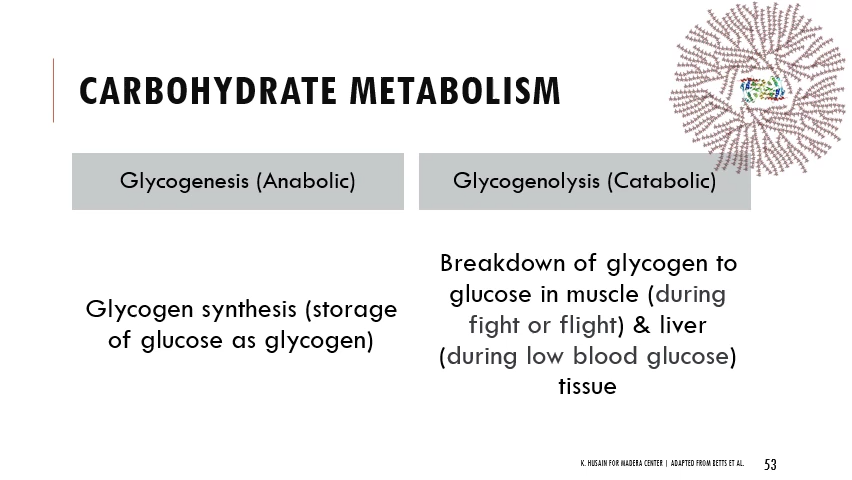 CARBOHYDRATE METABOLISM
Glycogenesis (Anabolic)
Glycogen synthesis (storage
of glucose as glycogen)
Glycogenolysis (Catabolic)
Breakdown of glycogen to
glucose in muscle (during
fight or flight) & liver
(during low blood glucose)
tissue
K. HUSAIN FOR MADERA CENTER | ADAPTED FROM BETTS ET AL.
53